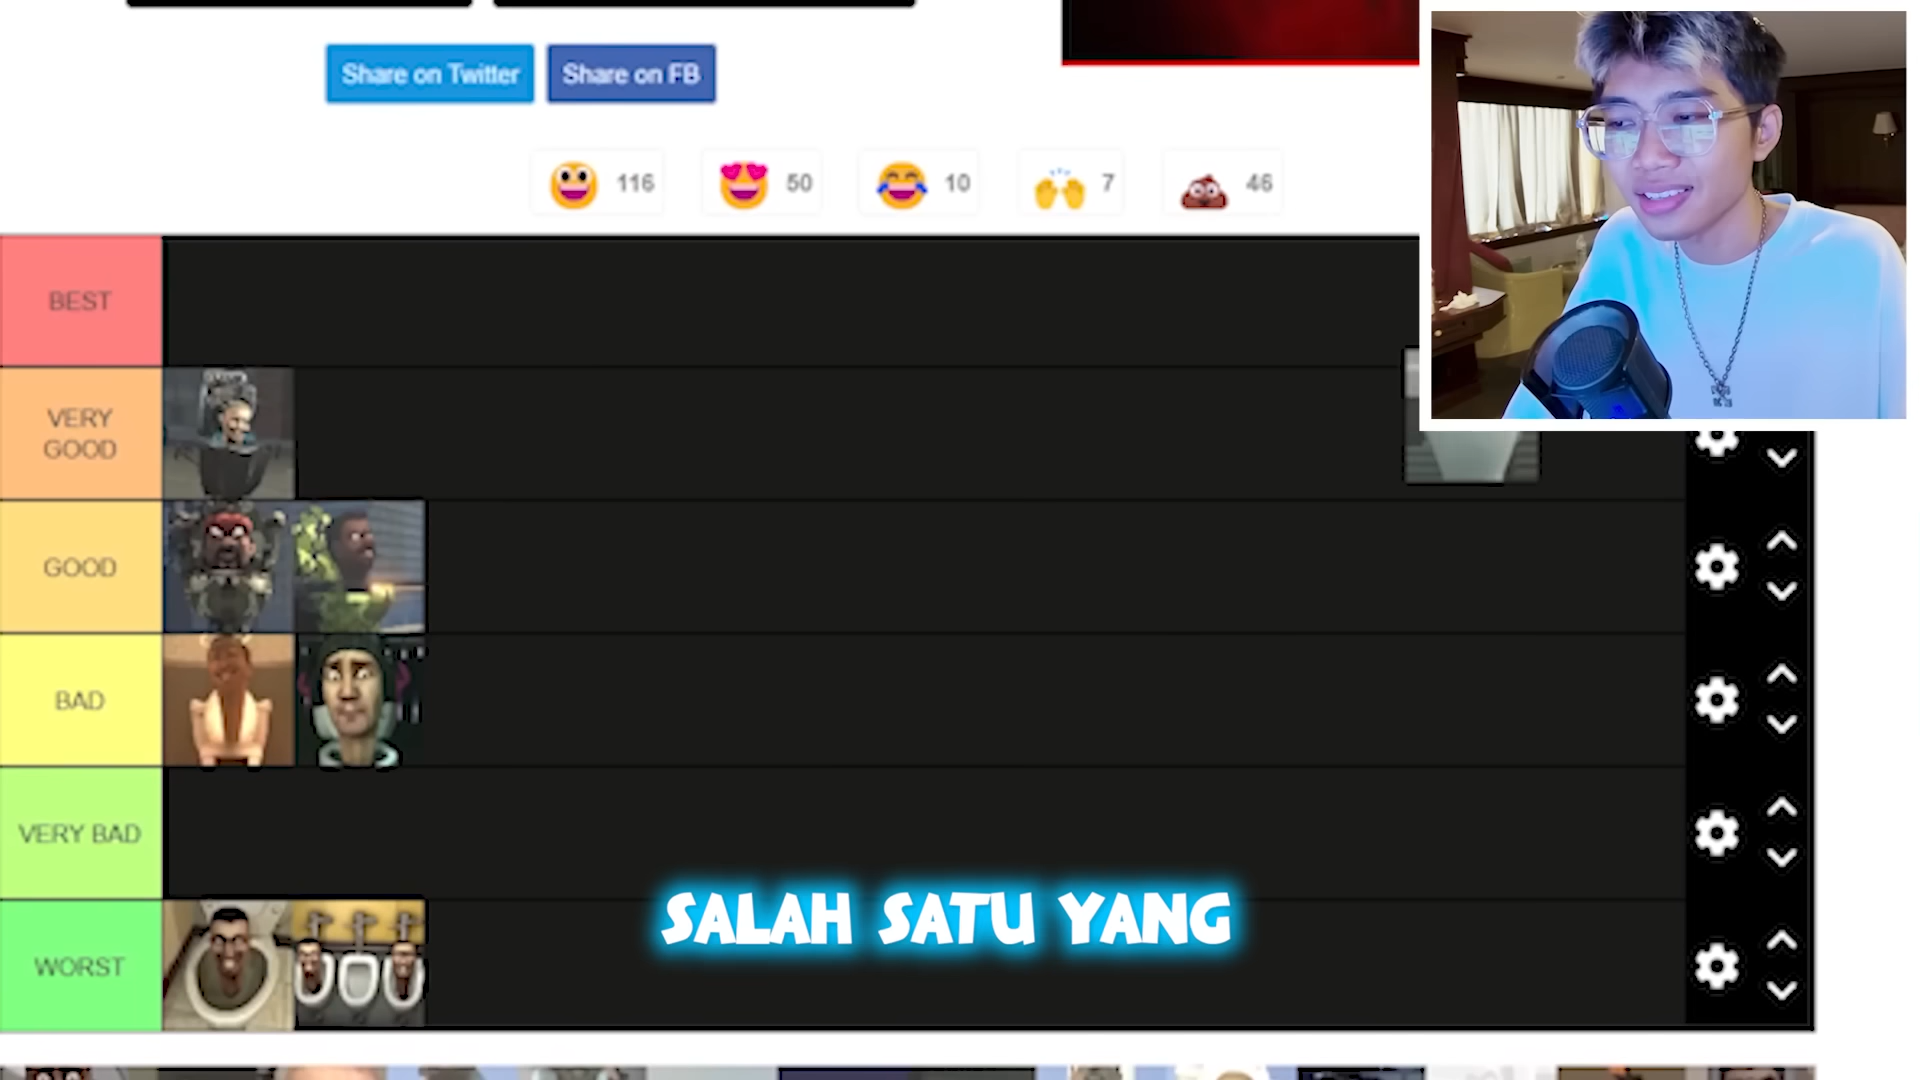 Share on Twitter
Share on FB
116
50
10
7
46
BEST
VERY
GOOD
GOOD
BAD
VERY BAD
WORST
SALAH SATU YANG